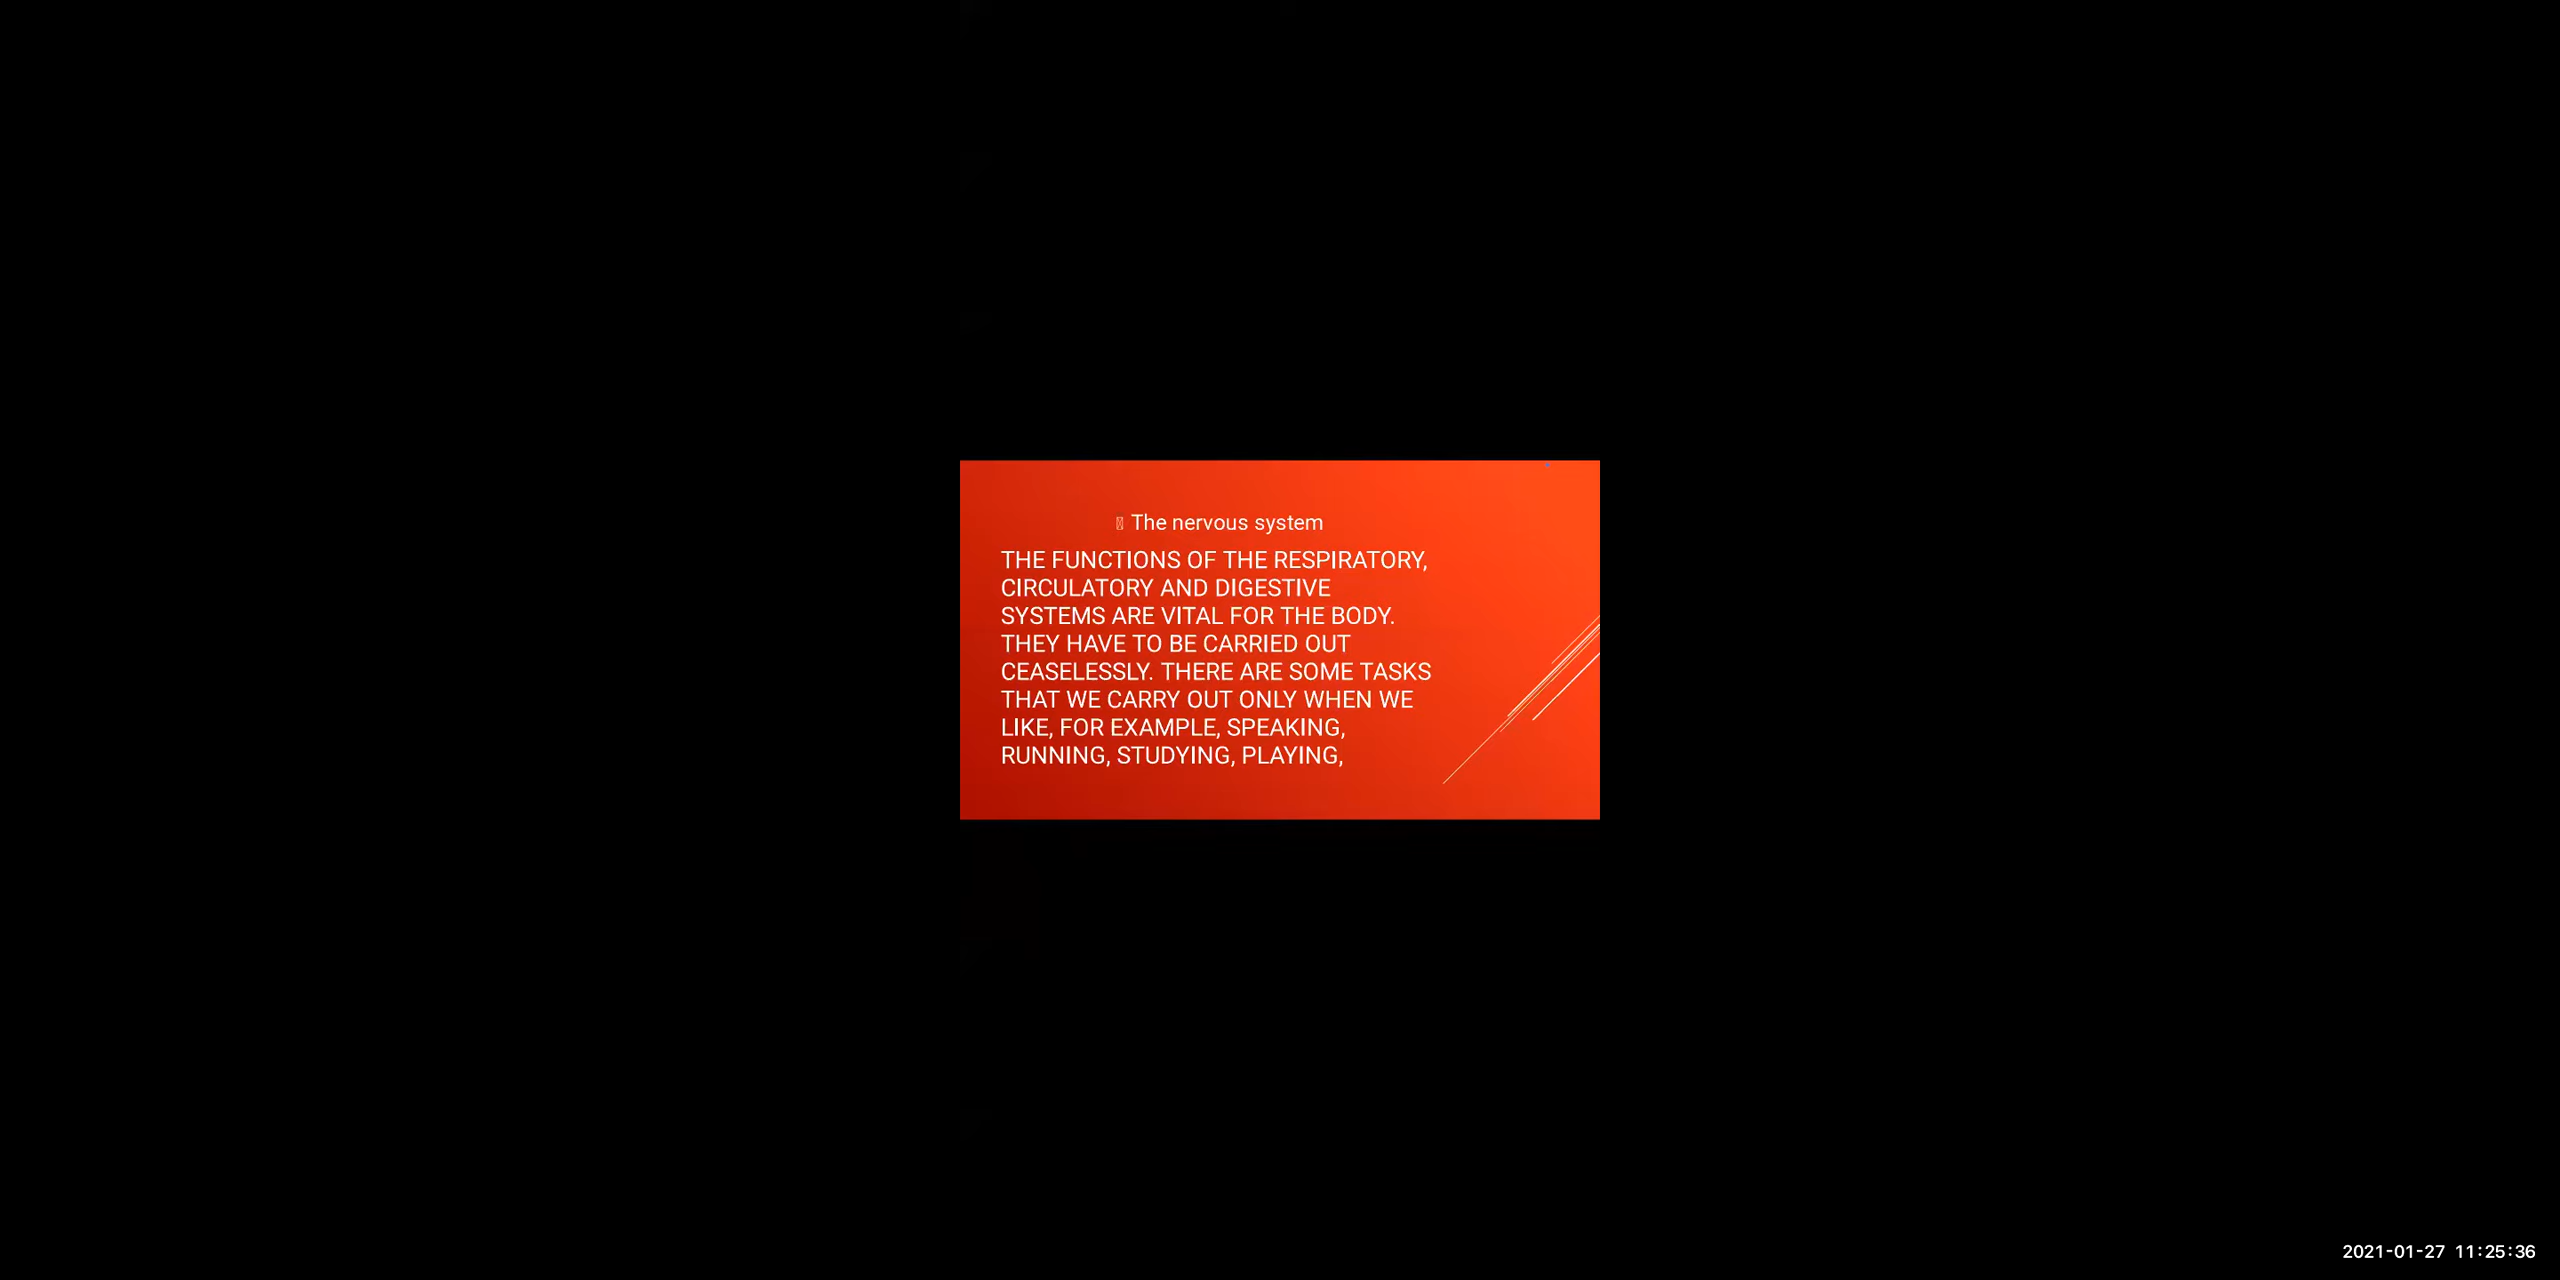 The nervous system
THE FUNCTIONS OF THE RESPIRATORY,
CIRCULATORY AND DIGESTIVE
SYSTEMS ARE VITAL FOR THE BODY.
THEY HAVE TO BE CARRIED OUT
CEASELESSLY. THERE ARE SOME TASKS
THAT WE CARRY OUT ONLY WHEN WE
LIKE, FOR EXAMPLE, SPEAKING,
RUNNING, STUDYING, PLAYING,
2021-01-27 11:25:36